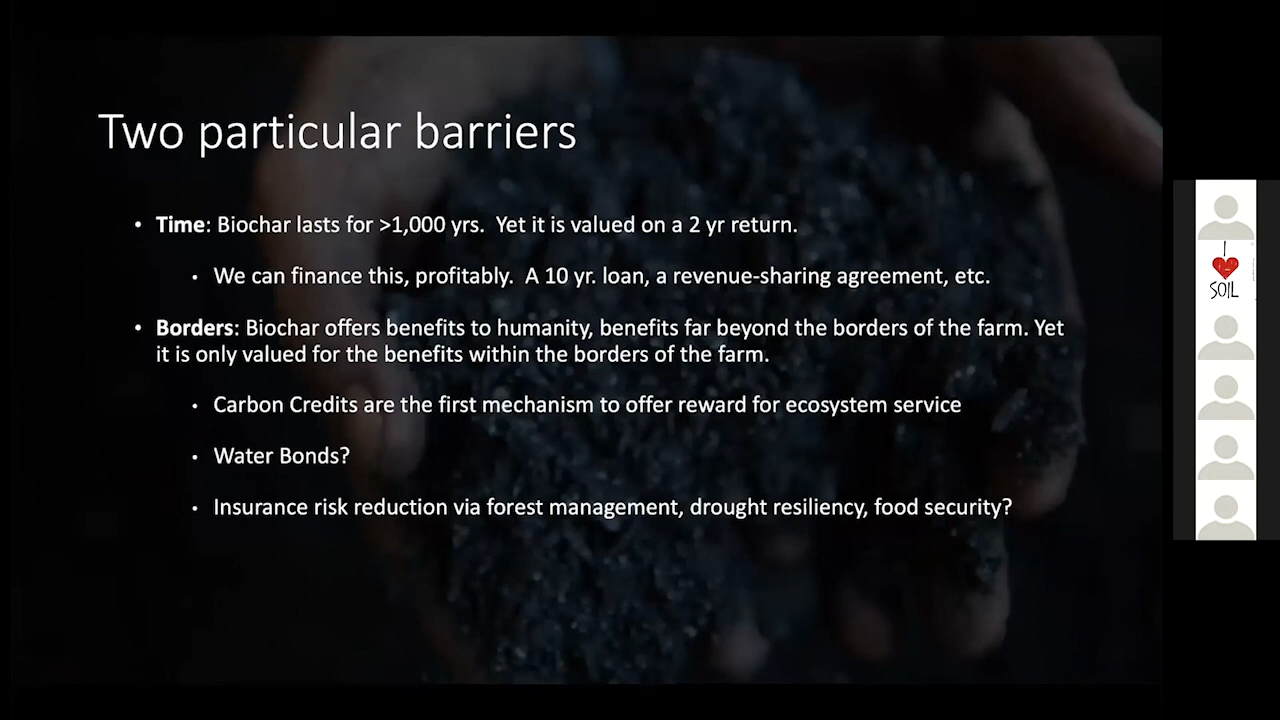 Two particular barriers
• Time: Biochar lasts for >1,000 yrs.  Yet it is valued on a 2 yr return.
• We can finance this, profitably.  A 10 yr. loan, a revenue-sharing agreement, etc.
• Borders: Biochar offers benefits to humanity, benefits far beyond the borders of the farm. Yet
it is only valued for the benefits within the borders of the farm.
• Carbon Credits are the first mechanism to offer reward for ecosystem service
• Water Bonds?
• Insurance risk reduction via forest management, drought resiliency, food security?
I
SOIL